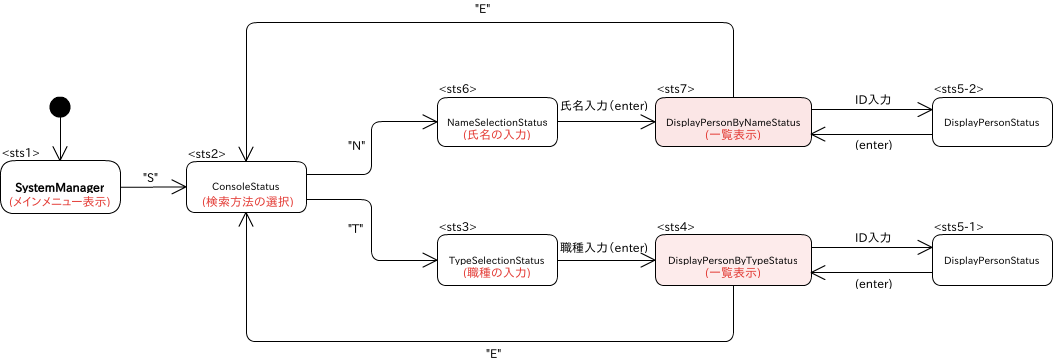 "E"
<sts6>
<sts7>
<sts5-2>
NameSelectionStatus
(氏名の入力)
氏名入力(enter)
DisplayPersonByNameStatus
(一覧表示)
ID入力
(enter)
DisplayPersonStatus
<sts1>
SystemManager
(メインメニュー表示)
"S"
<sts2>
ConsoleStatus
(検索方法の選択)
"N"
"T"
<sts3>
<sts4>
<sts5-1>
TypeSelectionStatus
(職種の入力)
職種入力(enter)
DisplayPersonByTypeStatus
(一覧表示)
ID入力
(enter)
DisplayPersonStatus
"E"